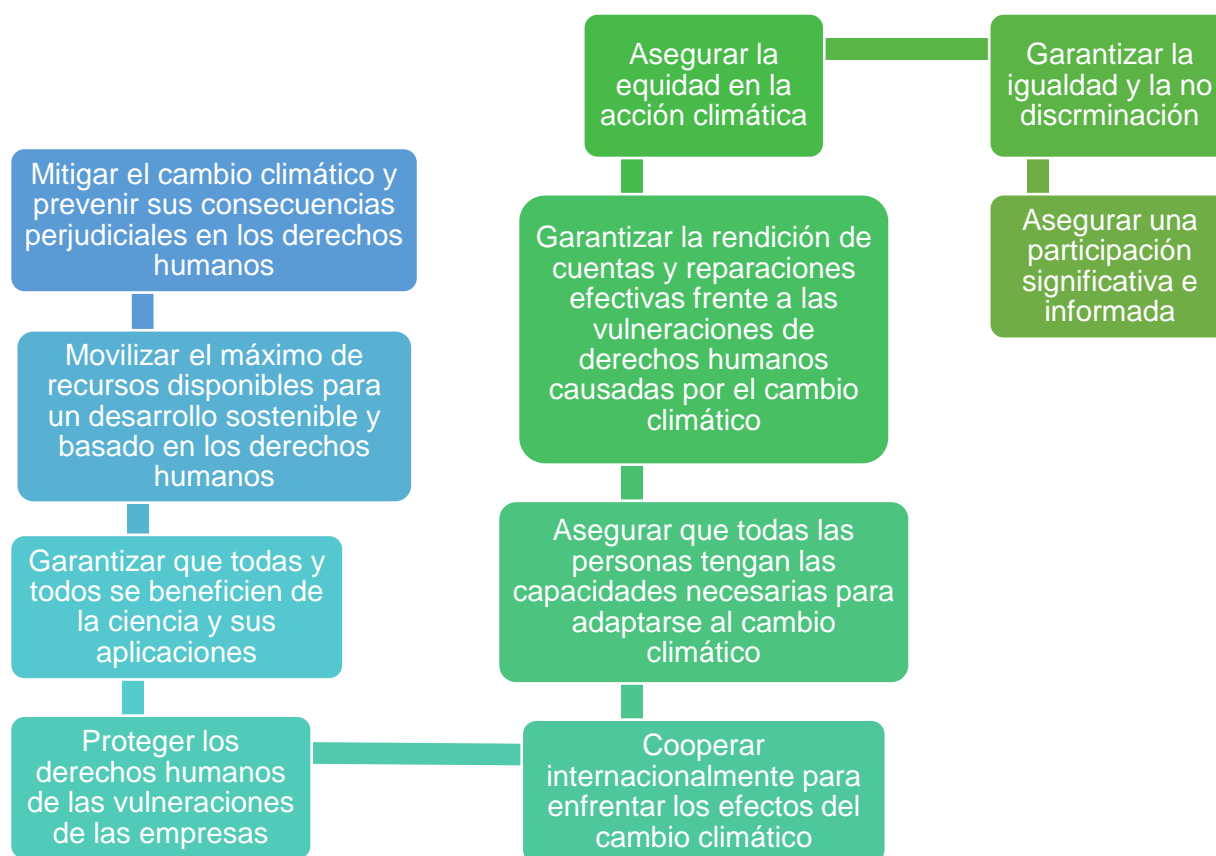 Mitigar el cambio climático y
prevenir sus consecuencias
perjudiciales en los derechos
humanos
Movilizar el máximo de
recursos disponibles para
un desarrollo sostenible y
basado en los derechos
humanos
Garantizar que todas y
todos se beneficien de
la ciencia y sus
aplicaciones
Proteger los
derechos humanos
de las vulneraciones
de las empresas
Cooperar
internacionalmente para
enfrentar los efectos del
cambio climático
Asegurar que todas las
personas tengan las
capacidades necesarias para
adaptarse al cambio
climático
Garantizar la rendición de
cuentas y reparaciones
efectivas frente a las
vulneraciones de
derechos humanos
causadas por el cambio
climático
Asegurar la
equidad en la
acción climática
Garantizar la
igualdad y la no
discrminación
Asegurar una
participación
significativa e
informada